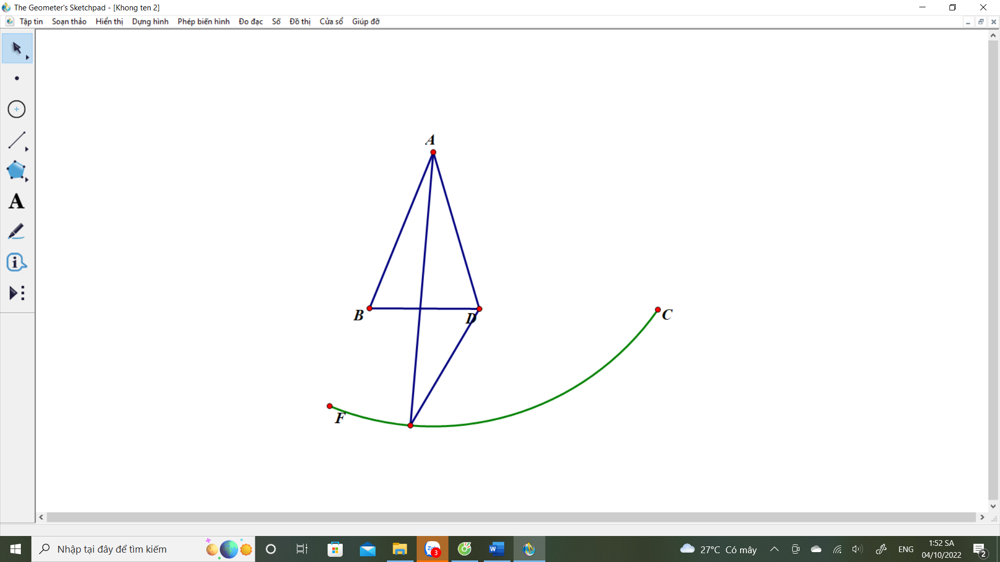 The Geometer's Sketchpad - [Khong ten 2]
Tập tin Soạn thảo Hiển thị Dựng hình Phép biến hình Đo đạc Số Đồ thị Cửa sổ Giúp đỡ
A
A
B
D
C
F
Nhập tại đây để tìm kiếm
3
27°C Có mây
ENG
1:52 SA
04/10/2022
2